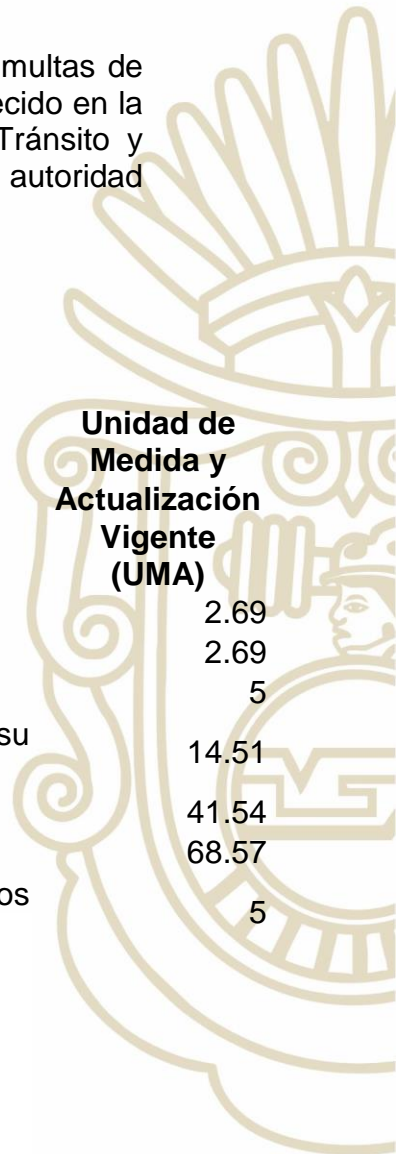 multas de
ecido en la
Tránsito y
autoridad
Unidad de
Medida y
Actualización
Vigente
(UMA)
2.69
2.69
5
su
14.51
41.54
68.57
os
5